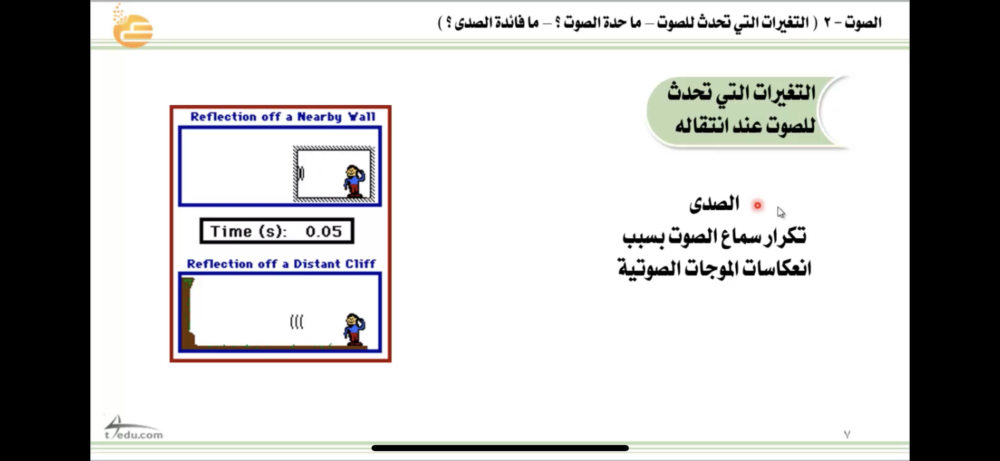 الصوت – ٢ ( التغيرات التي تحدث للصوت – ما حدة الصوت ؟ – ما فائدة الصدى ؟ )
التغيرات التي تحدث
للصوت عند انتقاله
الصدى
تكرار سماع الصوت بسبب
انعكاسات الموجات الصوتية
Reflection off a Nearby Wall
Time (s): 0.05
Reflection off a Distant Cliff
t4edu.com
٧